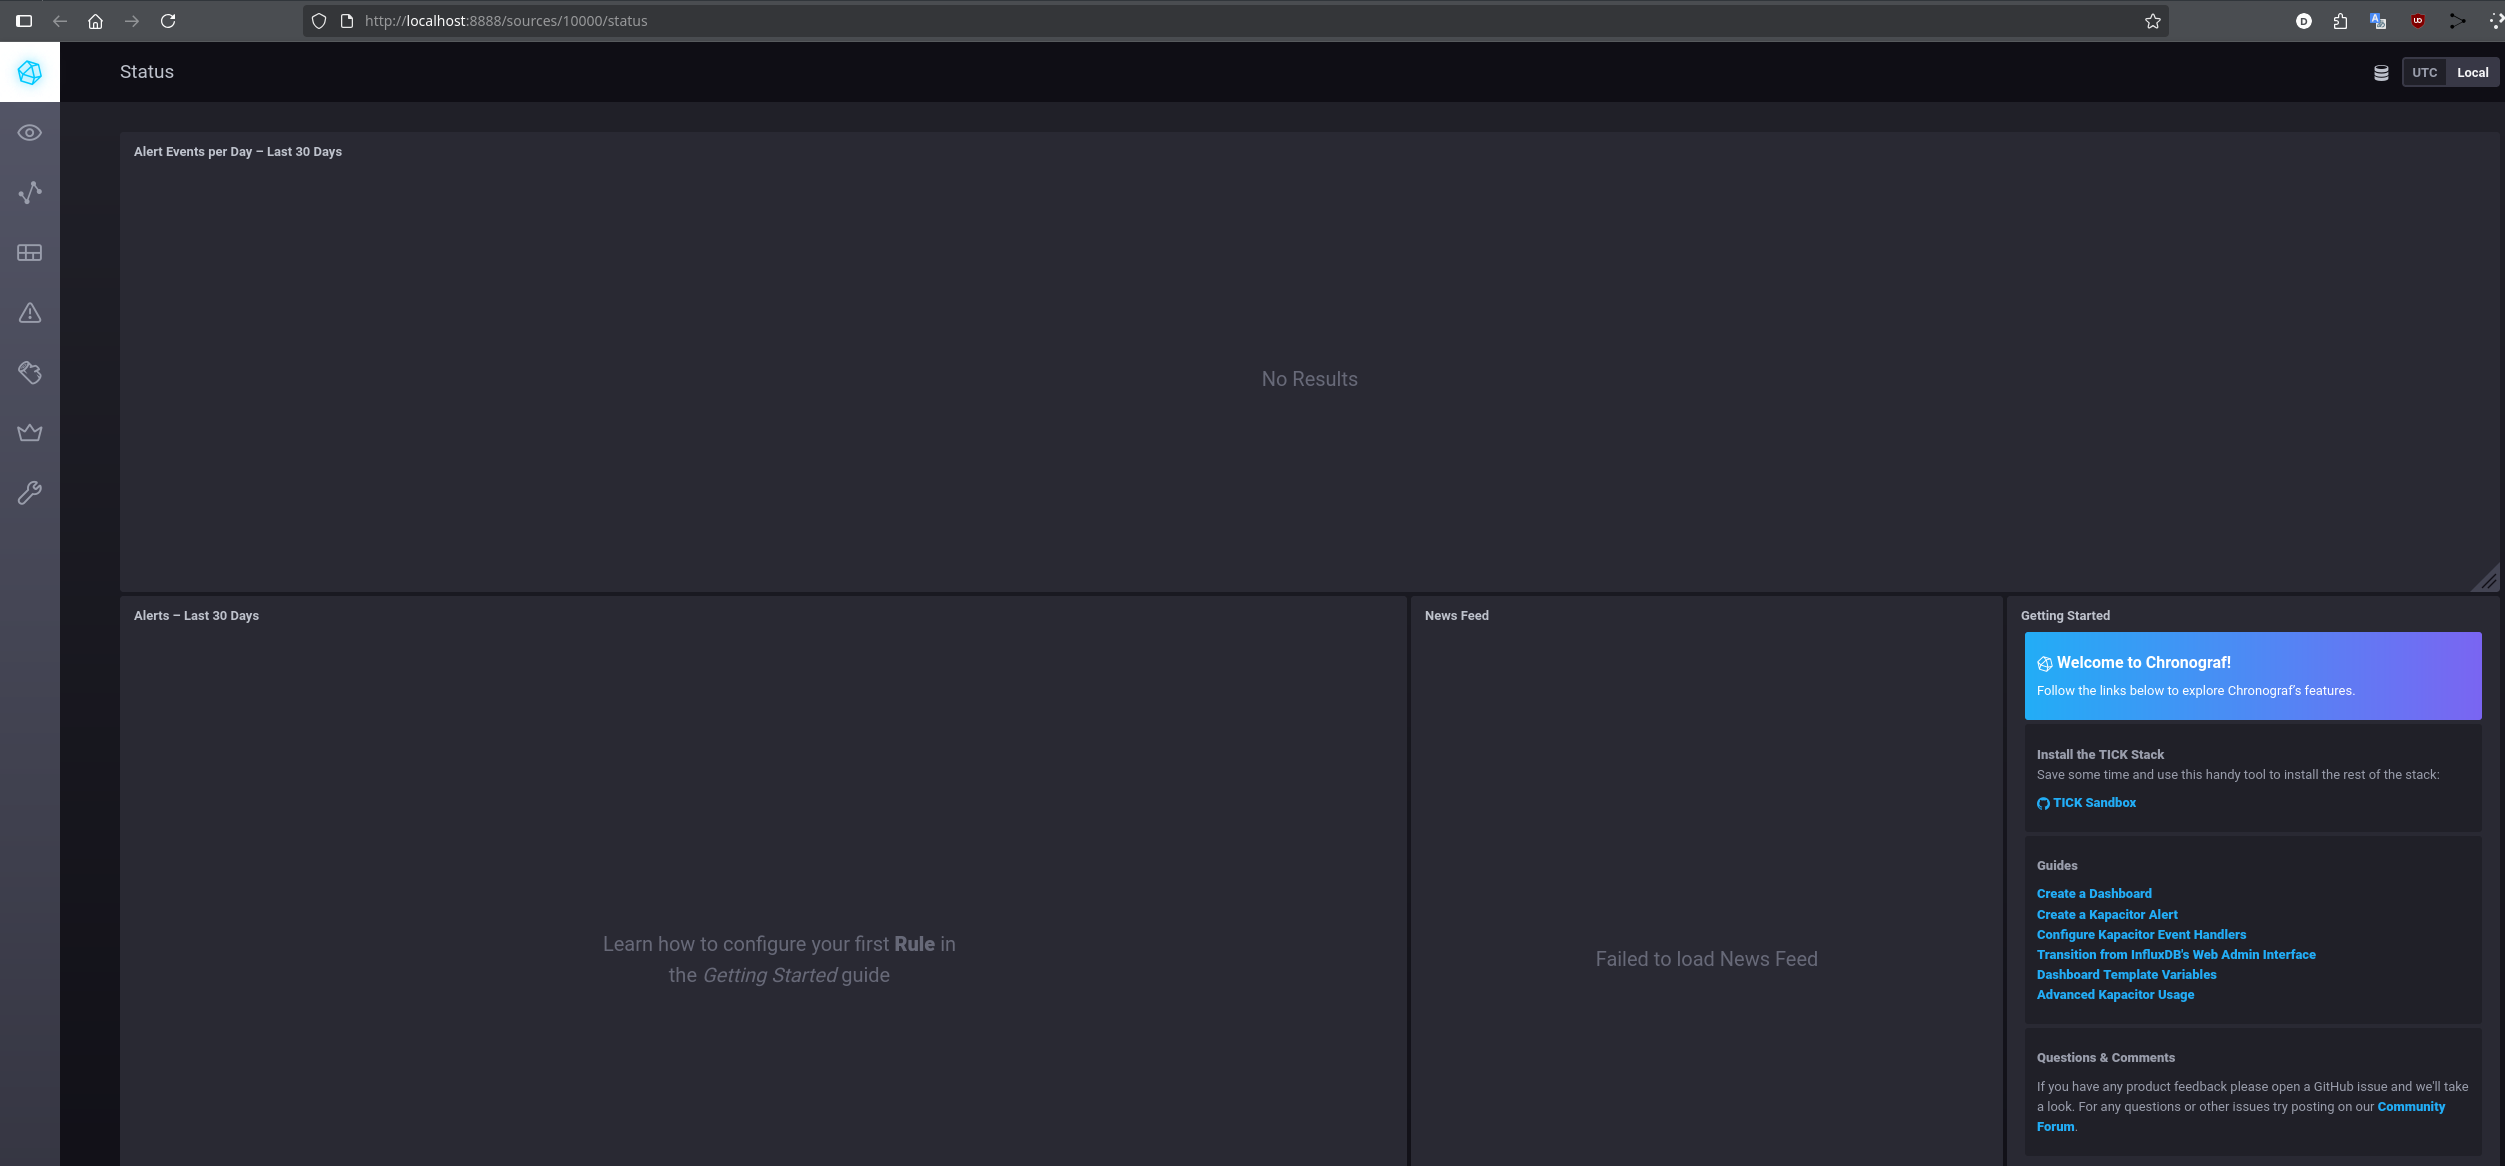 http://localhost:8888/sources/10000/status
Status
UTC
Local
Alert Events per Day – Last 30 Days
No Results
Alerts – Last 30 Days
Learn how to configure your first Rule in
the Getting Started guide
News Feed
Failed to load News Feed
Getting Started
Welcome to Chronograf!
Follow the links below to explore Chronograf's features.
Install the TICK Stack
Save some time and use this handy tool to install the rest of the stack:
TICK Sandbox
Guides
Create a Dashboard
Create a Kapacitor Alert
Configure Kapacitor Event Handlers
Transition from InfluxDB's Web Admin Interface
Dashboard Template Variables
Advanced Kapacitor Usage
Questions & Comments
If you have any product feedback please open a GitHub issue and we'll take
a look. For any questions or other issues try posting on our Community
Forum.